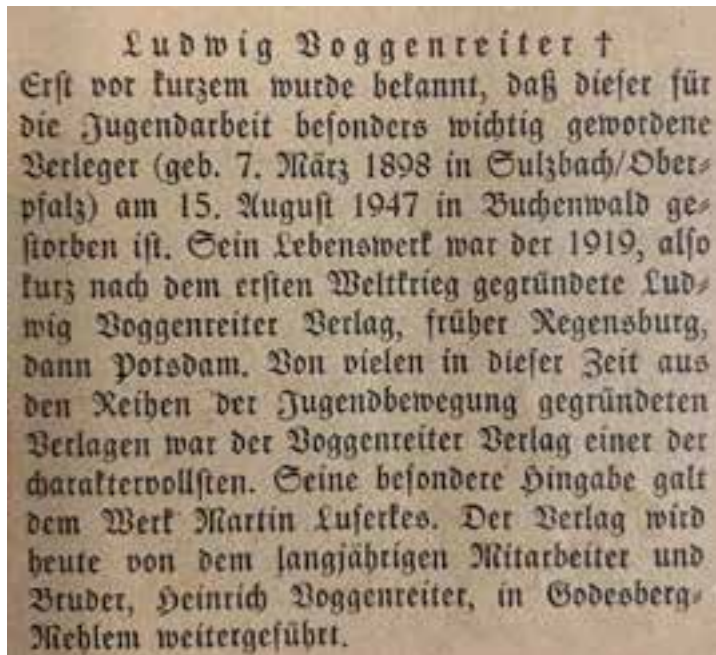 Ludwig Voggenreiter †
Erst vor kurzem wurde bekannt, daß dieser für
die Jugendarbeit besonders wichtig gewordene
Verleger (geb. 7. März 1898 in Sulzbach/Ober-
pfalz) am 15. August 1947 in Buchenwald ge-
storben ist. Sein Lebenswerk war der 1919, also
kurz nach dem ersten Weltkrieg gegründete Lud-
wig Voggenreiter Verlag, früher Regensburg,
dann Potsdam. Von vielen in dieser Zeit aus
den Reihen der Jugendbewegung gegründeten
Verlagen war der Voggenreiter Verlag einer der
charaktervollsten. Seine besondere Hingabe galt
dem Werk Martin Luserkes. Der Verlag wird
heute von dem langjährigen Mitarbeiter und
Bruder, Heinrich Voggenreiter, in Godesberg-
Mehlem weitergeführt.